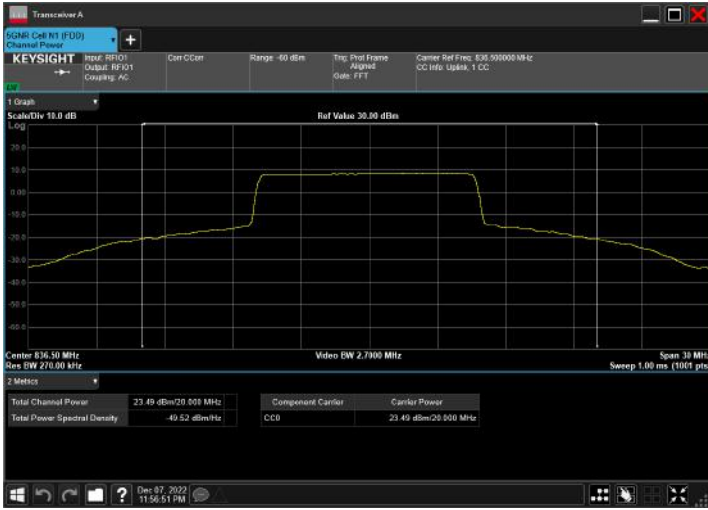 Transceiver A
5GNR Cell N1 (FDD)
Channel Power
KEYSIGHT
Input: RFIO1
Output: RFIO1
Coupling: AC
Corr CCorr
Range -60 dBm
Trig: Prot Frame
Aligned
Gate: FFT
Carrier Ref Freq: 836.500000 MHz
CC Info: Uplink, 1 CC
1 Graph
Scale/Div 10.0 dB
Ref Value 30.00 dBm
Log
20.0
10.0
0.00
-10.0
-20.0
-30.0
-40.0
-50.0
-60.0
Center 836.50 MHz
Video BW 2.7000 MHz
Span 30 MH
Res BW 270.00 kHz
Sweep 1.00 ms (1001 pts
2 Metrics
Total Channel Power
23.49 dBm/20.000 MHz
Total Power Spectral Density
-49.52 dBm/Hz
Component Carrier
Carrier Power
CC0
23.49 dBm/20.000 MHz
Dec 07, 2022
11:56:51 PM